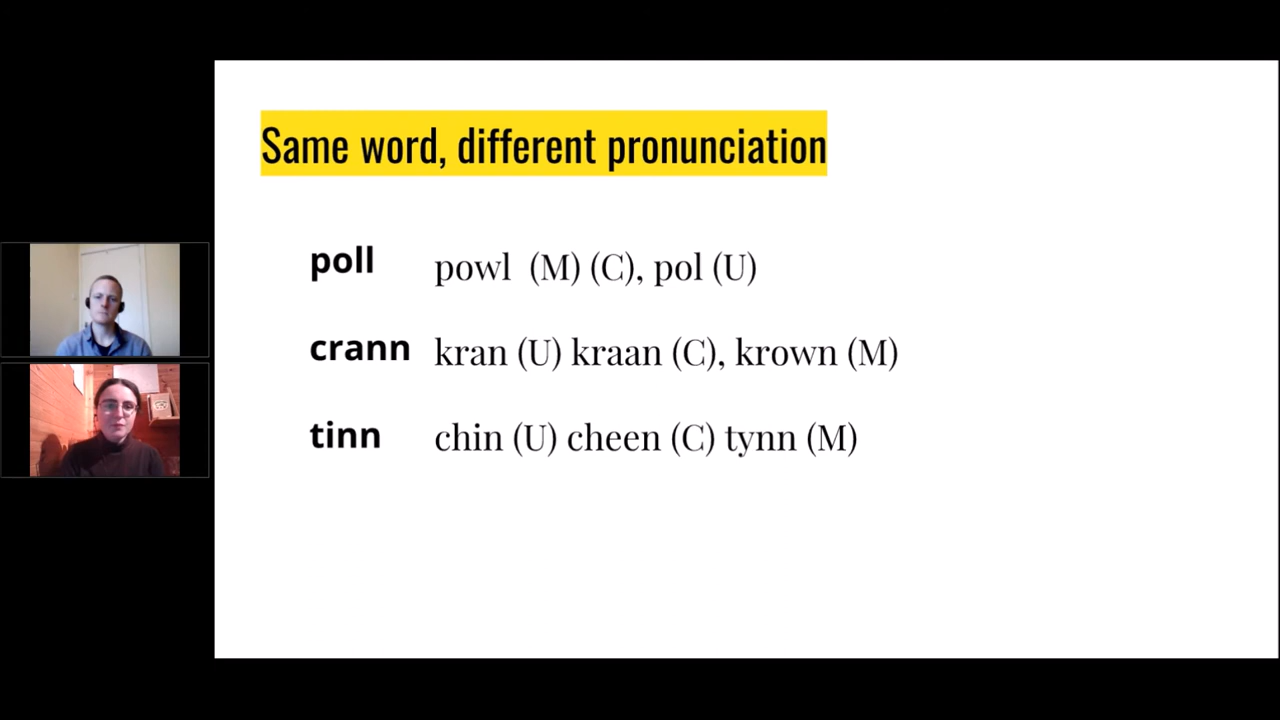 Same word, different pronunciation
poll powl (M) (C), pol (U)
crann kran (U) kraan (C), krown (M)
tinn chin (U) cheen (C) tynn (M)